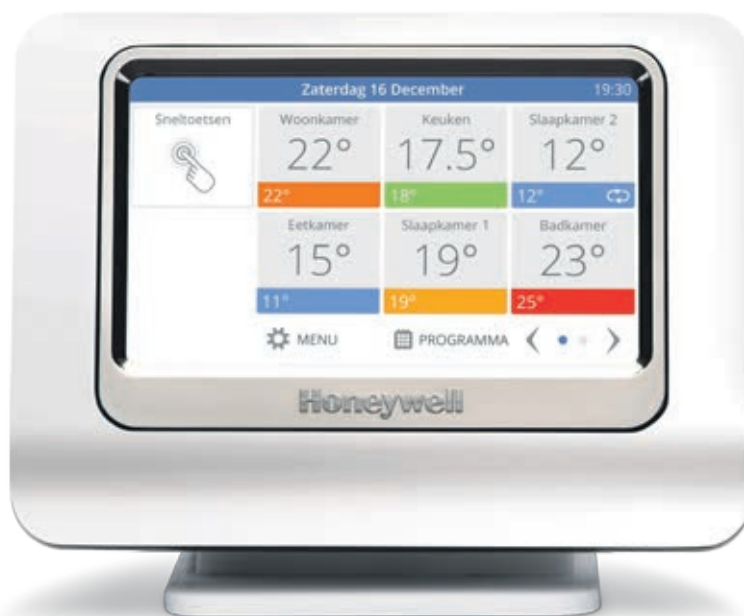 Zaterdag 16 December 19:30
Sneltoetsen Woonkamer Keuken Slaapkamer 2
22° 17.5° 12°
22° 18° 12°
Eetkamer Slaapkamer 1 Badkamer
15° 19° 23°
11° 19° 25°
MENU PROGRAMMA
Honeywell